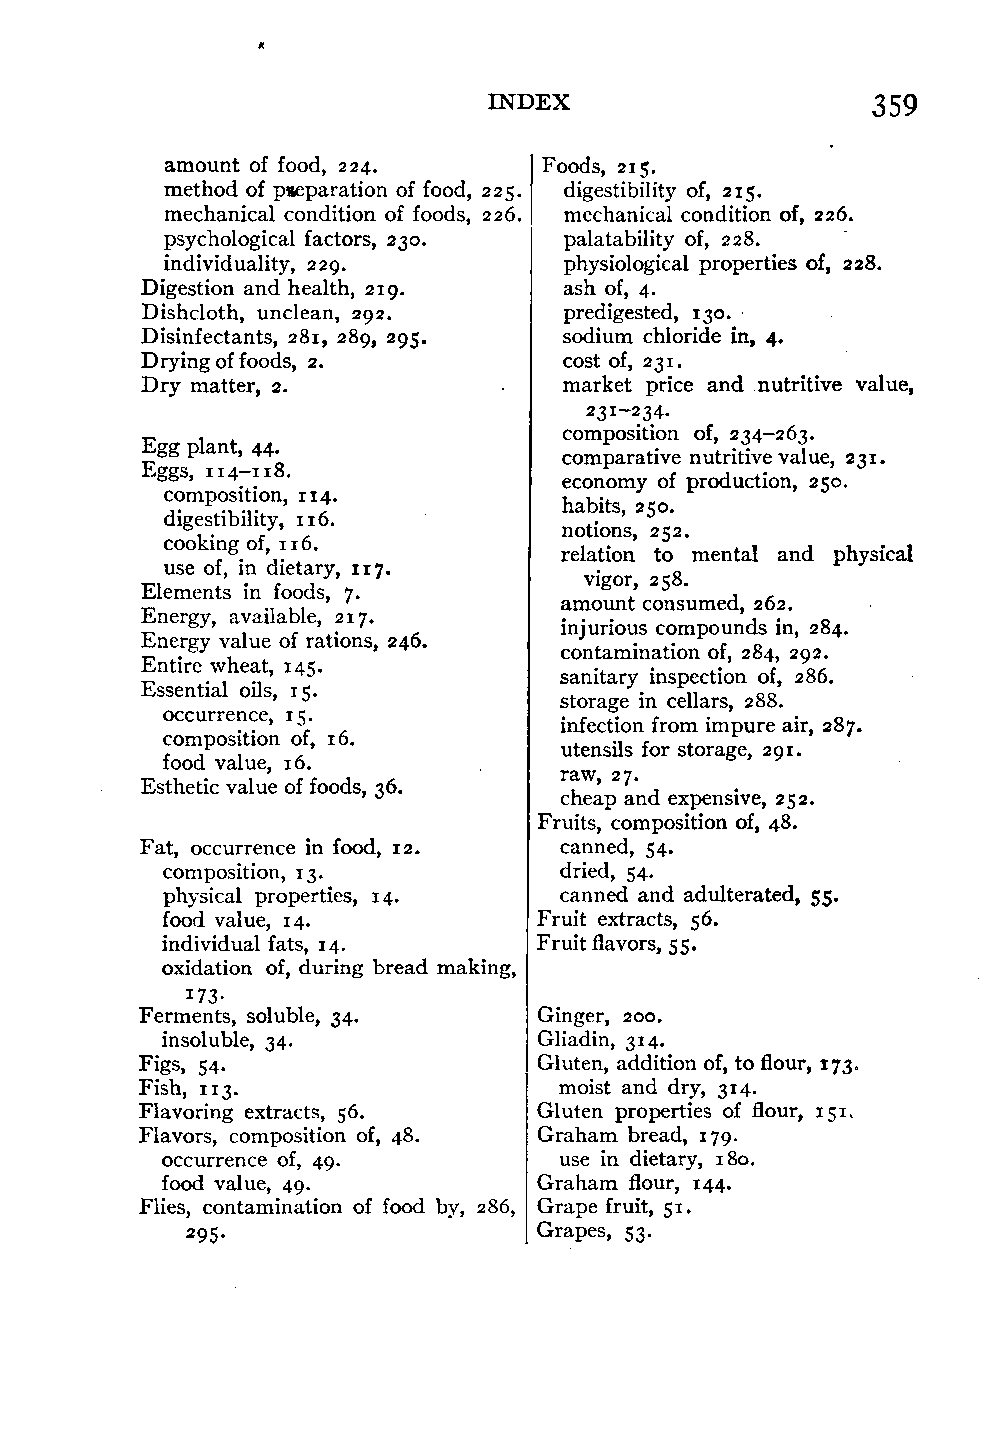 INDEX 359
amount of food, 224.
method of preparation of food, 225.
mechanical condition of foods, 226.
psychological factors, 230.
individuality, 229.
Digestion and health, 219.
Dishcloth, unclean, 292.
Disinfectants, 281, 289, 295.
Drying of foods, 2.
Dry matter, 2.
Egg plant, 44.
Eggs, 114–118.
composition, 114.
digestibility, 116.
cooking of, 116.
use of, in dietary, 117.
Elements in foods, 7.
Energy, available, 217.
Energy value of rations, 246.
Entire wheat, 145.
Essential oils, 15.
occurrence, 15.
composition of, 16.
food value, 16.
Esthetic value of foods, 36.
Fat, occurrence in food, 12.
composition, 13.
physical properties, 14.
food value, 14.
individual fats, 14.
oxidation of, during bread making,
173.
Ferments, soluble, 34.
insoluble, 34.
Figs, 54.
Fish, 113.
Flavoring extracts, 56.
Flavors, composition of, 48.
occurrence of, 49.
food value, 49.
Flies, contamination of food by, 286,
295.
Foods, 215.
digestibility of, 215.
mechanical condition of, 226.
palatability of, 228.
physiological properties of, 228.
ash of, 4.
predigested, 130.
sodium chloride in, 4.
cost of, 231.
market price and nutritive value,
231–234.
composition of, 234–263.
comparative nutritive value, 231.
economy of production, 250.
habits, 250.
notions, 252.
relation to mental and physical
vigor, 258.
amount consumed, 262.
injurious compounds in, 284.
contamination of, 284, 292.
sanitary inspection of, 286.
storage in cellars, 288.
infection from impure air, 287.
utensils for storage, 291.
raw, 27.
cheap and expensive, 252.
Fruits, composition of, 48.
canned, 54.
dried, 54.
canned and adulterated, 55.
Fruit extracts, 56.
Fruit flavors, 55.
Ginger, 200.
Gliadin, 314.
Gluten, addition of, to flour, 173.
moist and dry, 314.
Gluten properties of flour, 151.
Graham bread, 179.
use in dietary, 180.
Graham flour, 144.
Grape fruit, 51.
Grapes, 53.